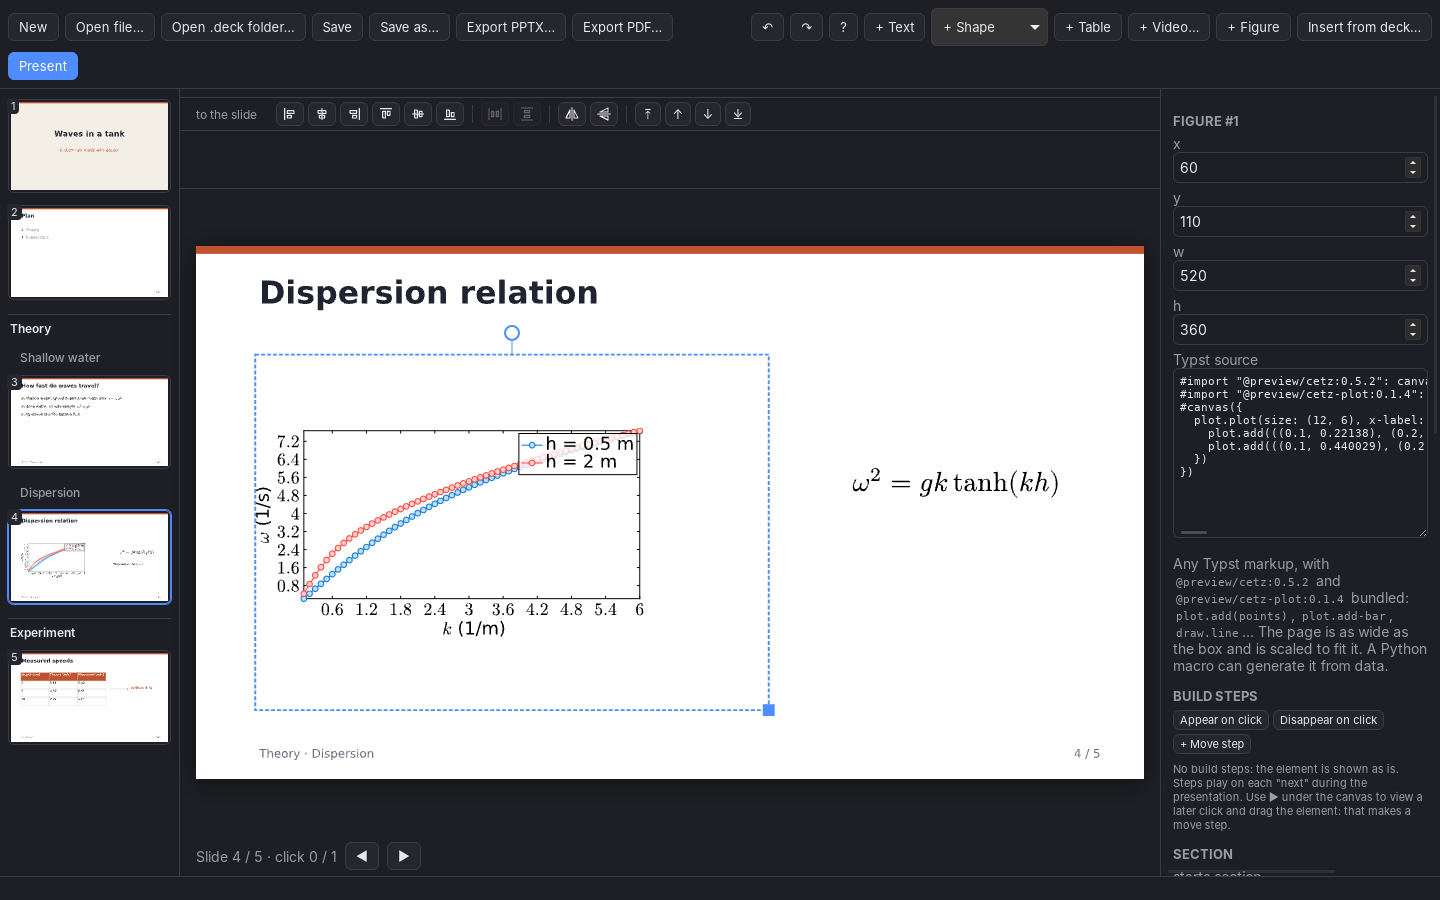 New
Open file...
Open .deck folder...
Save
Save as...
Export PPTX...
Export PDF...
?
+ Text
+ Shape
+ Table
+ Video...
+ Figure
Insert from deck...
Present
1
Waves in a tank
2
Plan
Theory
Shallow water
3
How fast do waves travel?
Dispersion
4
Dispersion relation
Experiment
5
Measured speeds
to the slide
Dispersion relation
7.2
6.4
5.6
4.8
4
3.2
2.4
1.6
0.8
ω (1/s)
h = 0.5 m
h = 2 m
0.6 1.2 1.8 2.4 3 3.6 4.2 4.8 5.4 6
k (1/m)
ω² = gk tanh(kh)
Theory · Dispersion
4 / 5
Slide 4 / 5 · click 0 / 1
FIGURE #1
x
60
y
110
w
520
h
360
Typst source
#import "@preview/cetz:0.5.2": canva
#import "@preview/cetz-plot:0.1.4":
#canvas({
plot.plot(size: (12, 6), x-label:
plot.add(((0.1, 0.22138), (0.2,
plot.add(((0.1, 0.440029), (0.2
})
})
Any Typst markup, with
@preview/cetz:0.5.2 and
@preview/cetz-plot:0.1.4 bundled:
plot.add(points), plot.add-bar,
draw.line… The page is as wide as
the box and is scaled to fit it. A Python
macro can generate it from data.
BUILD STEPS
Appear on click
Disappear on click
+ Move step
No build steps: the element is shown as is.
Steps play on each "next" during the
presentation. Use ▶ under the canvas to view a
later click and drag the element: that makes a
move step.
SECTION
starts section